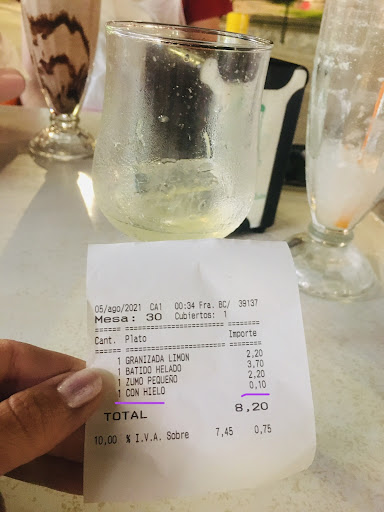 05/ago/2021 CA1 00:34 Fra. BC/ 39137
Mesa: 30 Cubiertos: 1
===== ================ ========
Cant. Plato Importe
===== ================ ========
1 GRANIZADA LIMON 2,20
1 BATIDO HELADO 3,70
1 ZUMO PEQUEÑO 2,20
1 CON HIELO 0,10
TOTAL 8,20
10,00 % I.V.A. Sobre 7,45 0,75